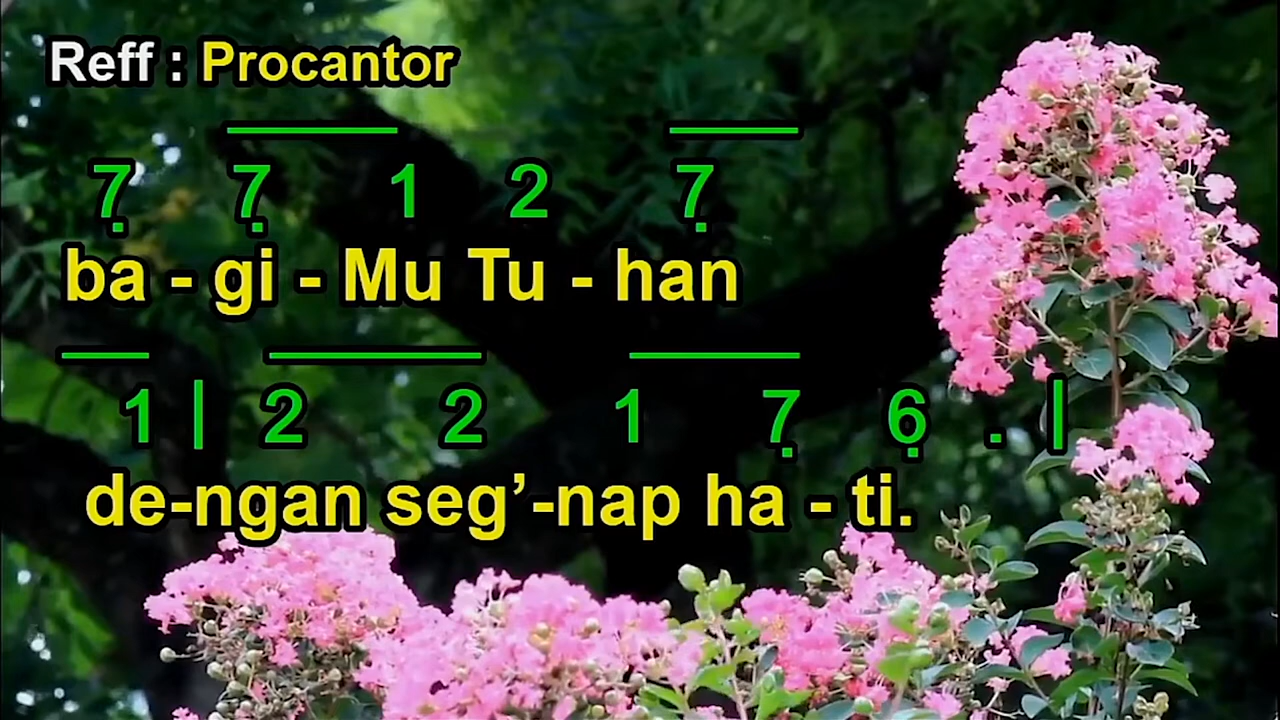 Reff : Procantor
7̣ 7̣ 1 2 7̣
ba - gi - Mu Tu - han
1 | 2 2 1 7̣ 6̣ . |
de-ngan seg’-nap ha - ti.